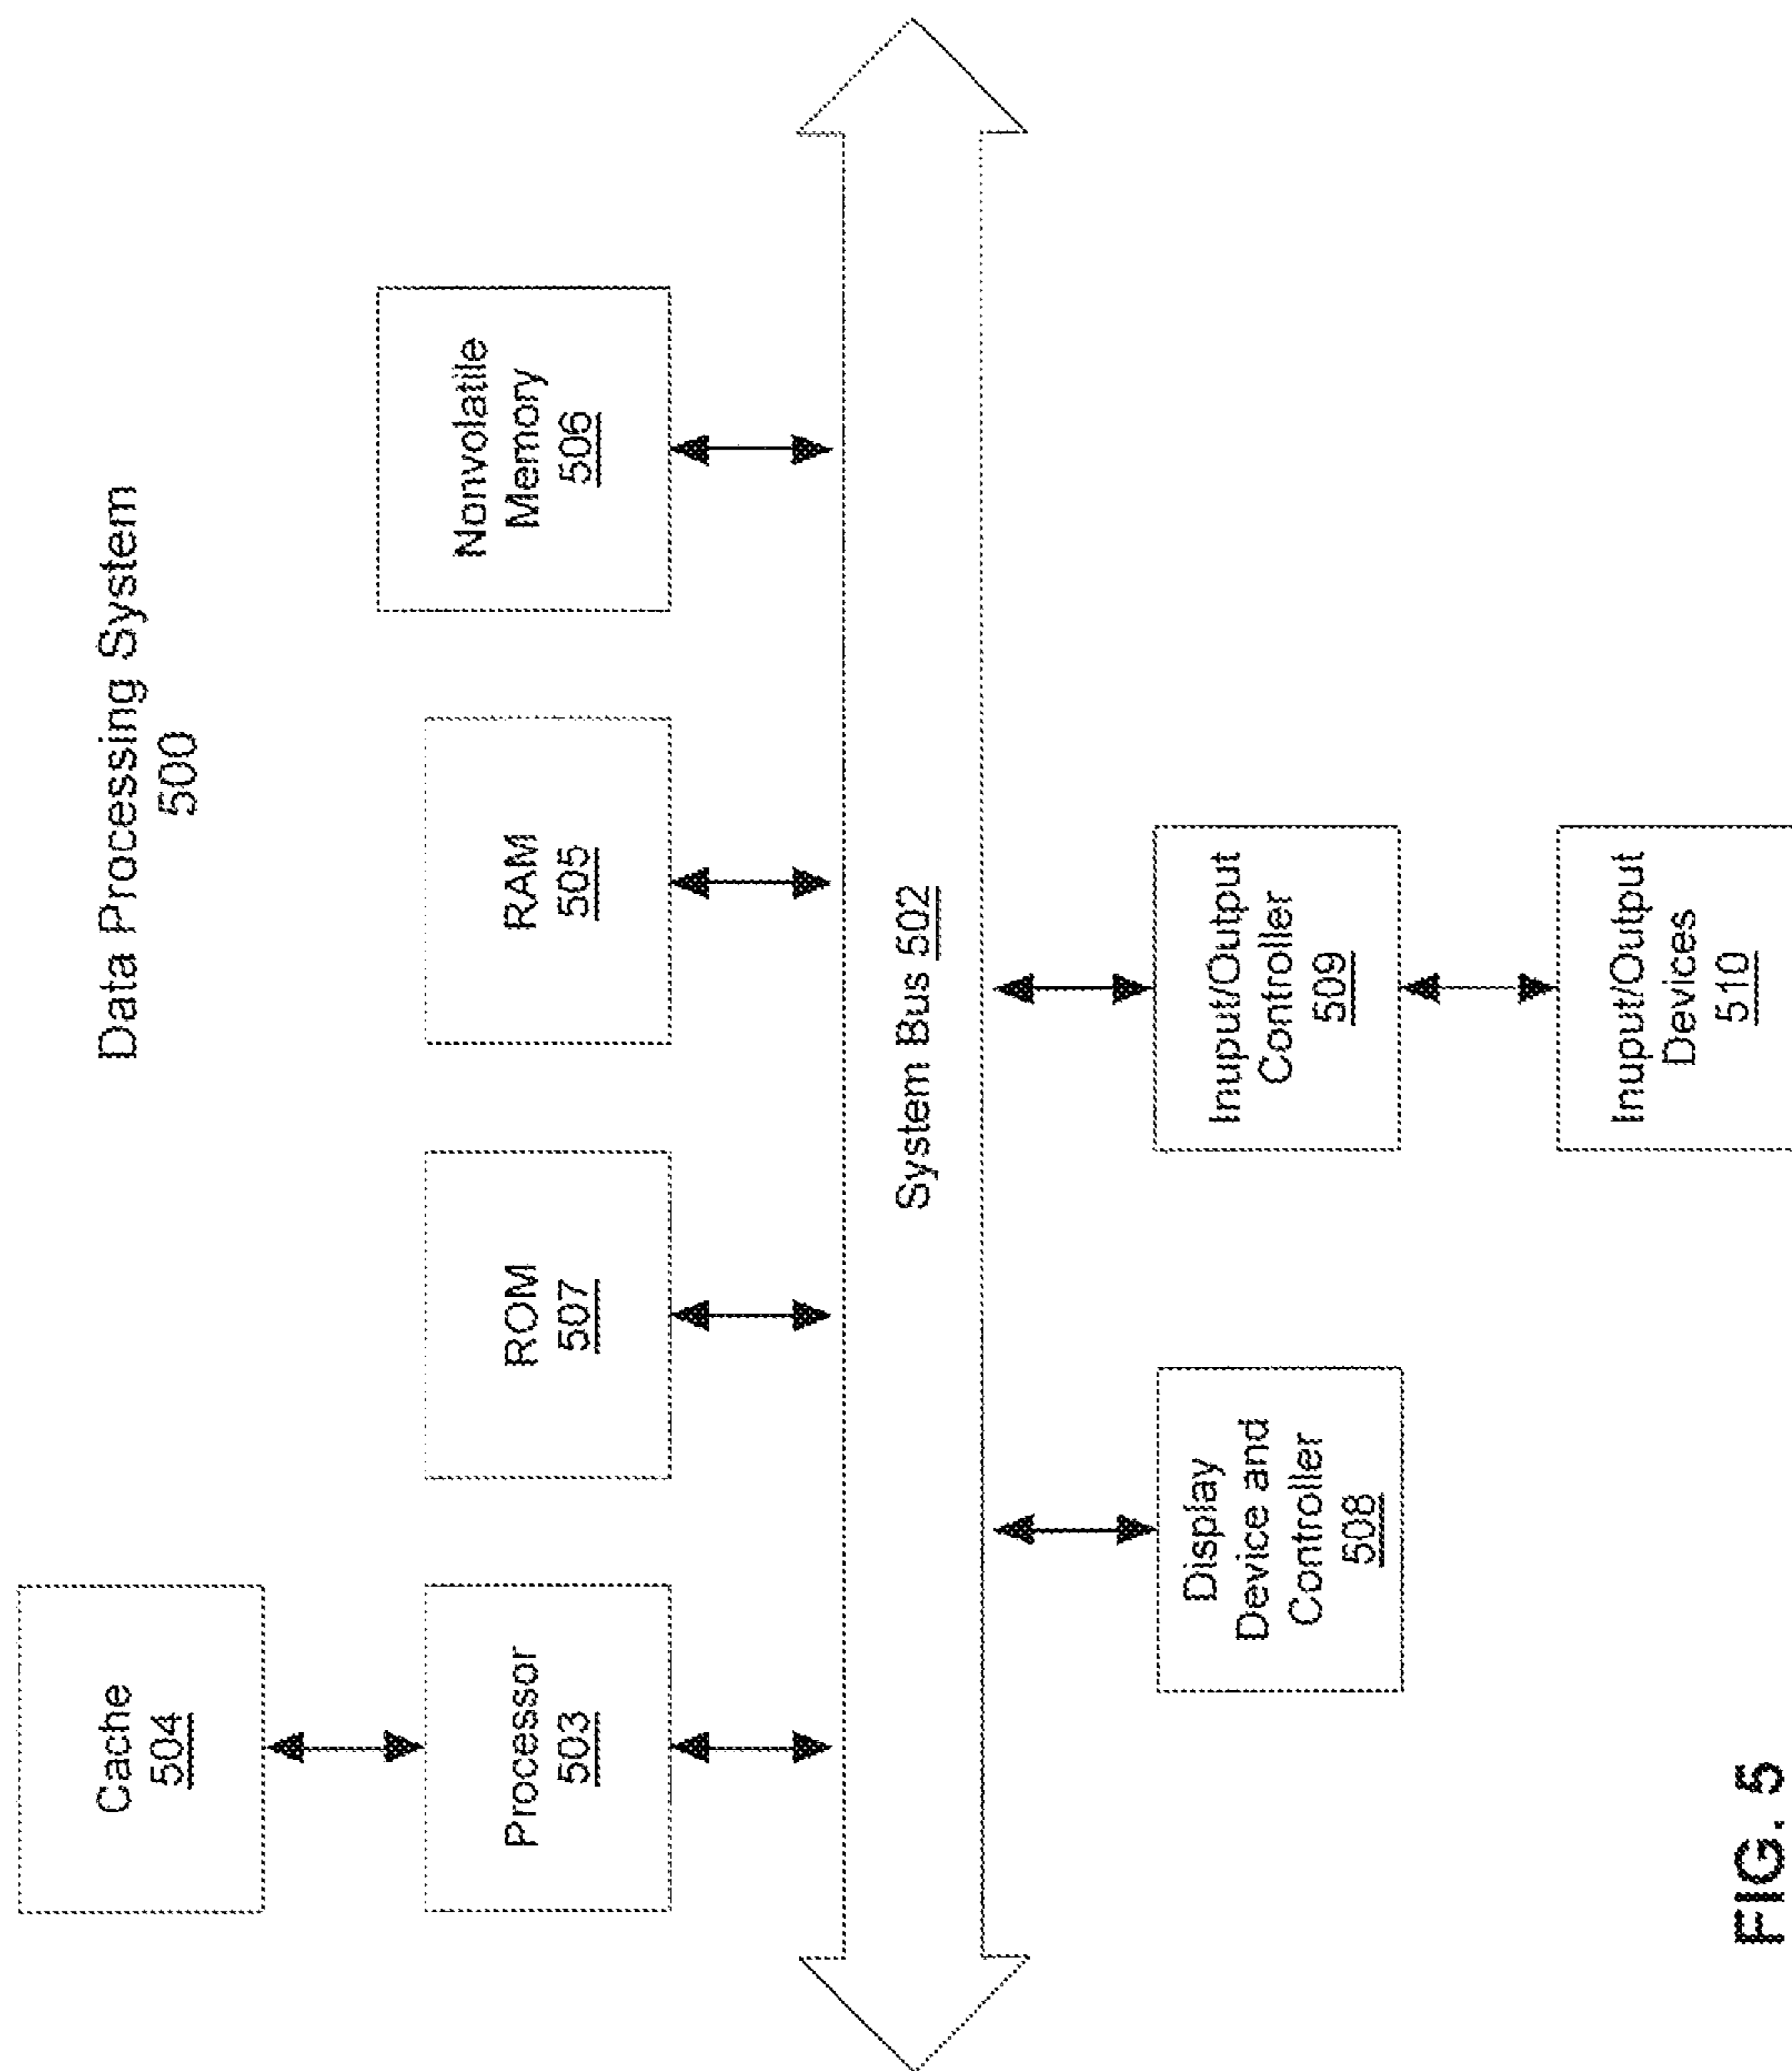 Data Processing System
500
Cache
504
Processor
503
ROM
507
RAM
505
Nonvolatile
Memory
506
System Bus 502
Display
Device and
Controller
508
Inuput/Output
Controller
509
Inuput/Output
Devices
510
FIG. 5